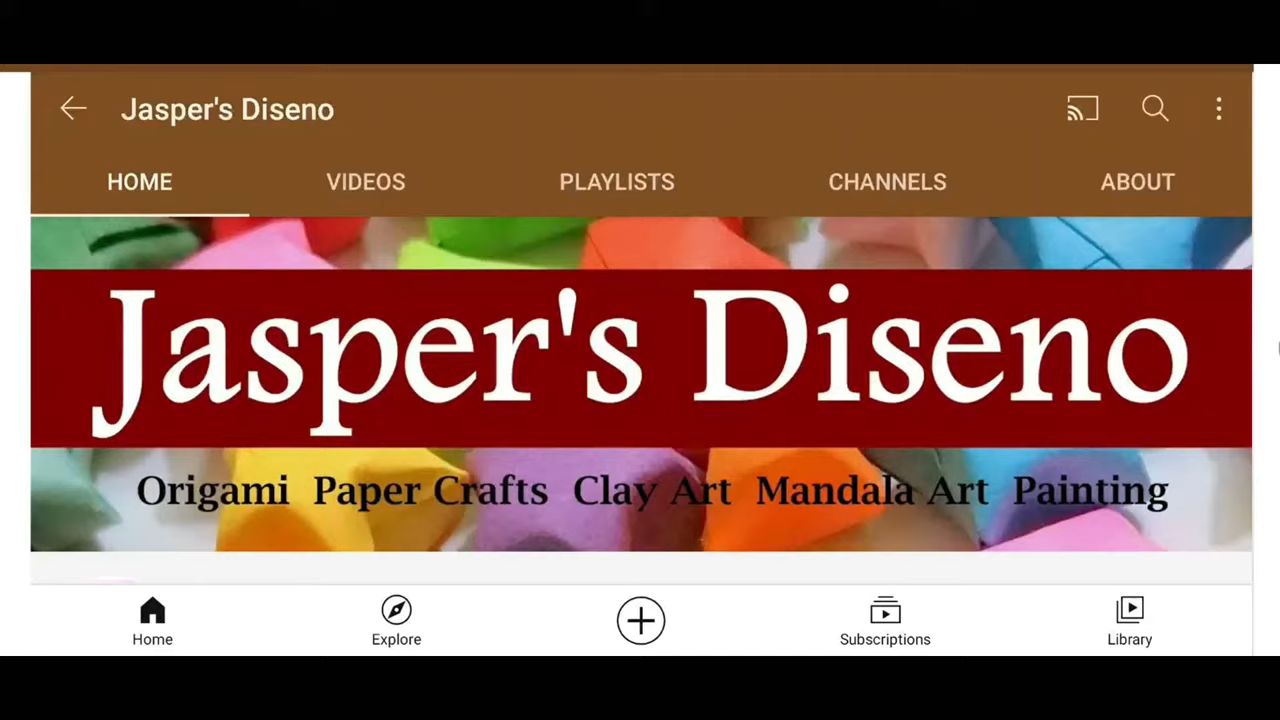 Jasper's Diseno
HOME VIDEOS PLAYLISTS CHANNELS ABOUT
Jasper's Diseno
Origami Paper Crafts Clay Art Mandala Art Painting
Home Explore Subscriptions Library